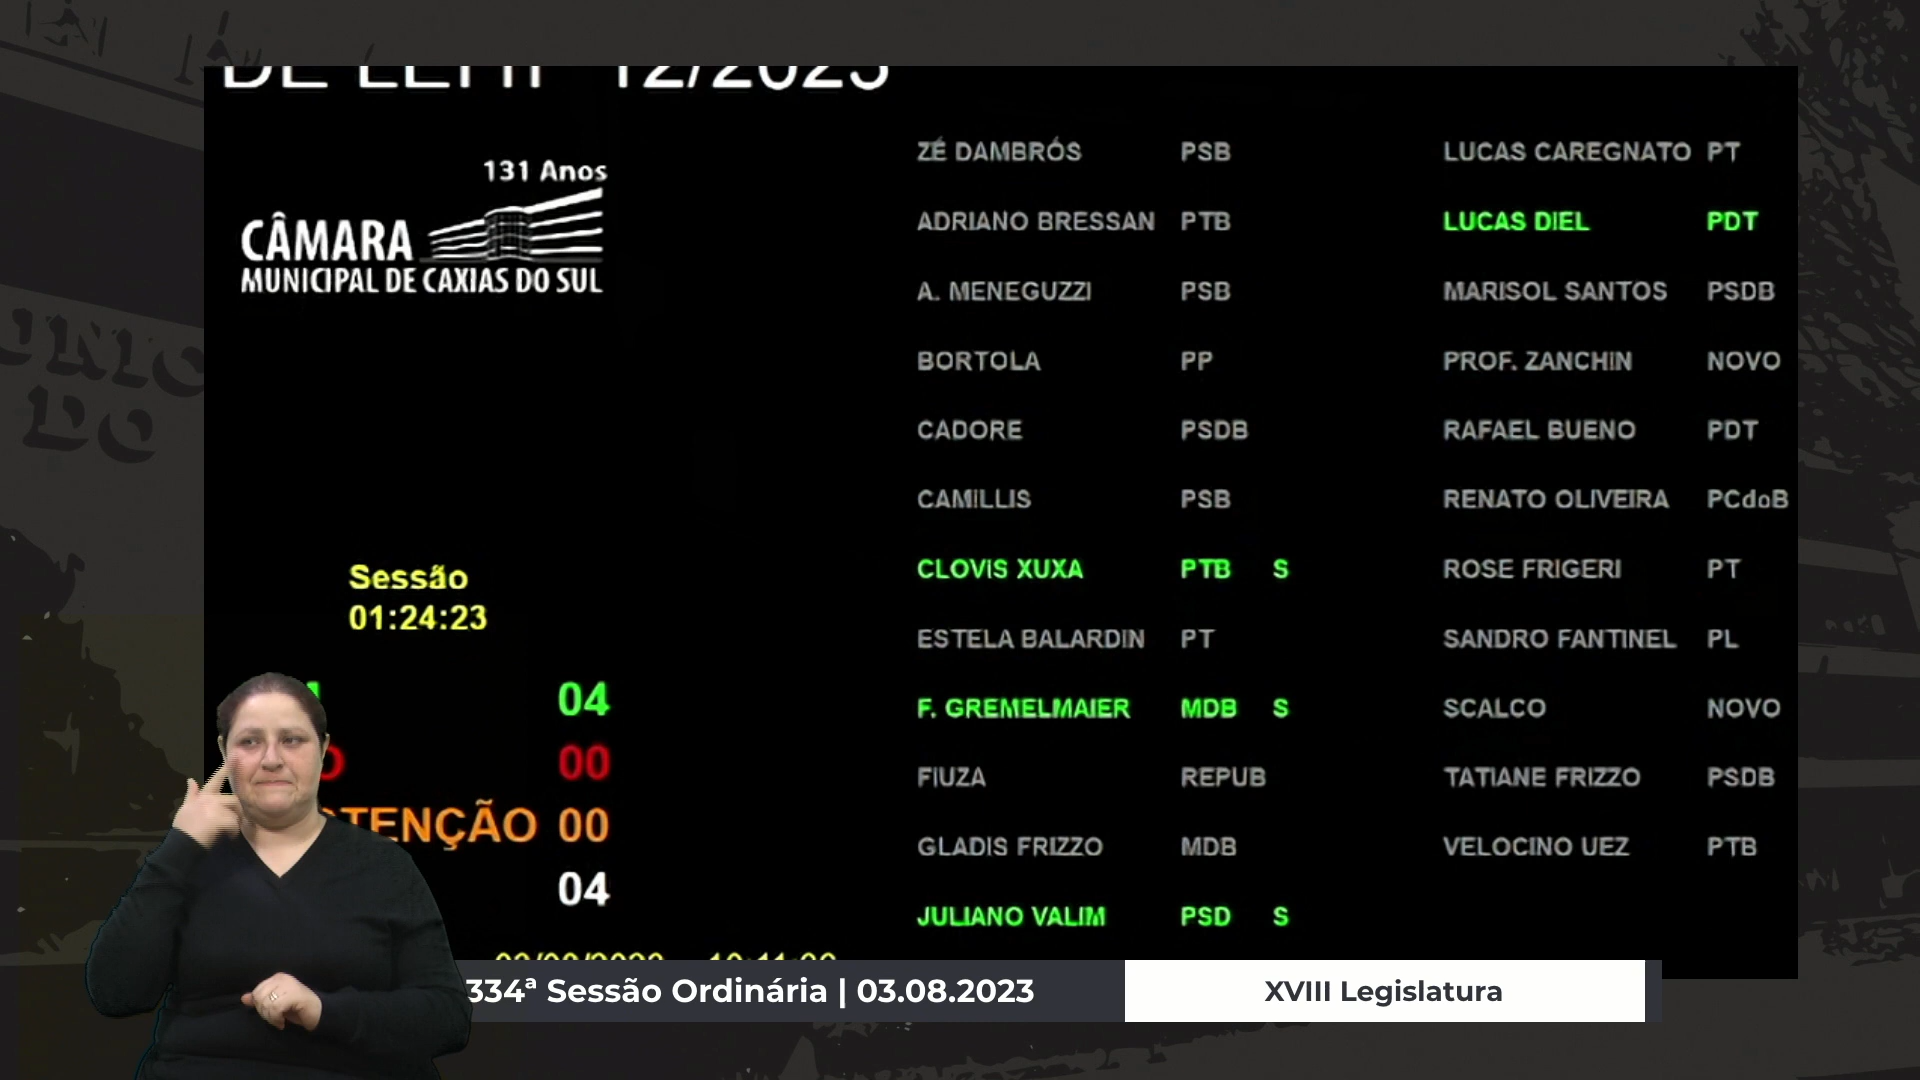 12/2023
131 Anos
CÂMARA
MUNICIPAL DE CAXIAS DO SUL
Sessão
01:24:23
04
00
TENÇÃO 00
04
ZÉ DAMBRÓS PSB
ADRIANO BRESSAN PTB
A. MENEGUZZI PSB
BORTOLA PP
CADORE PSDB
CAMILLIS PSB
CLOVIS XUXA PTB S
ESTELA BALARDIN PT
F. GREMELMAIER MDB S
FIUZA REPUB
GLADIS FRIZZO MDB
JULIANO VALIM PSD S
LUCAS CAREGNATO PT
LUCAS DIEL PDT
MARISOL SANTOS PSDB
PROF. ZANCHIN NOVO
RAFAEL BUENO PDT
RENATO OLIVEIRA PCdoB
ROSE FRIGERI PT
SANDRO FANTINEL PL
SCALCO NOVO
TATIANE FRIZZO PSDB
VELOCINO UEZ PTB
334ª Sessão Ordinária | 03.08.2023
XVIII Legislatura